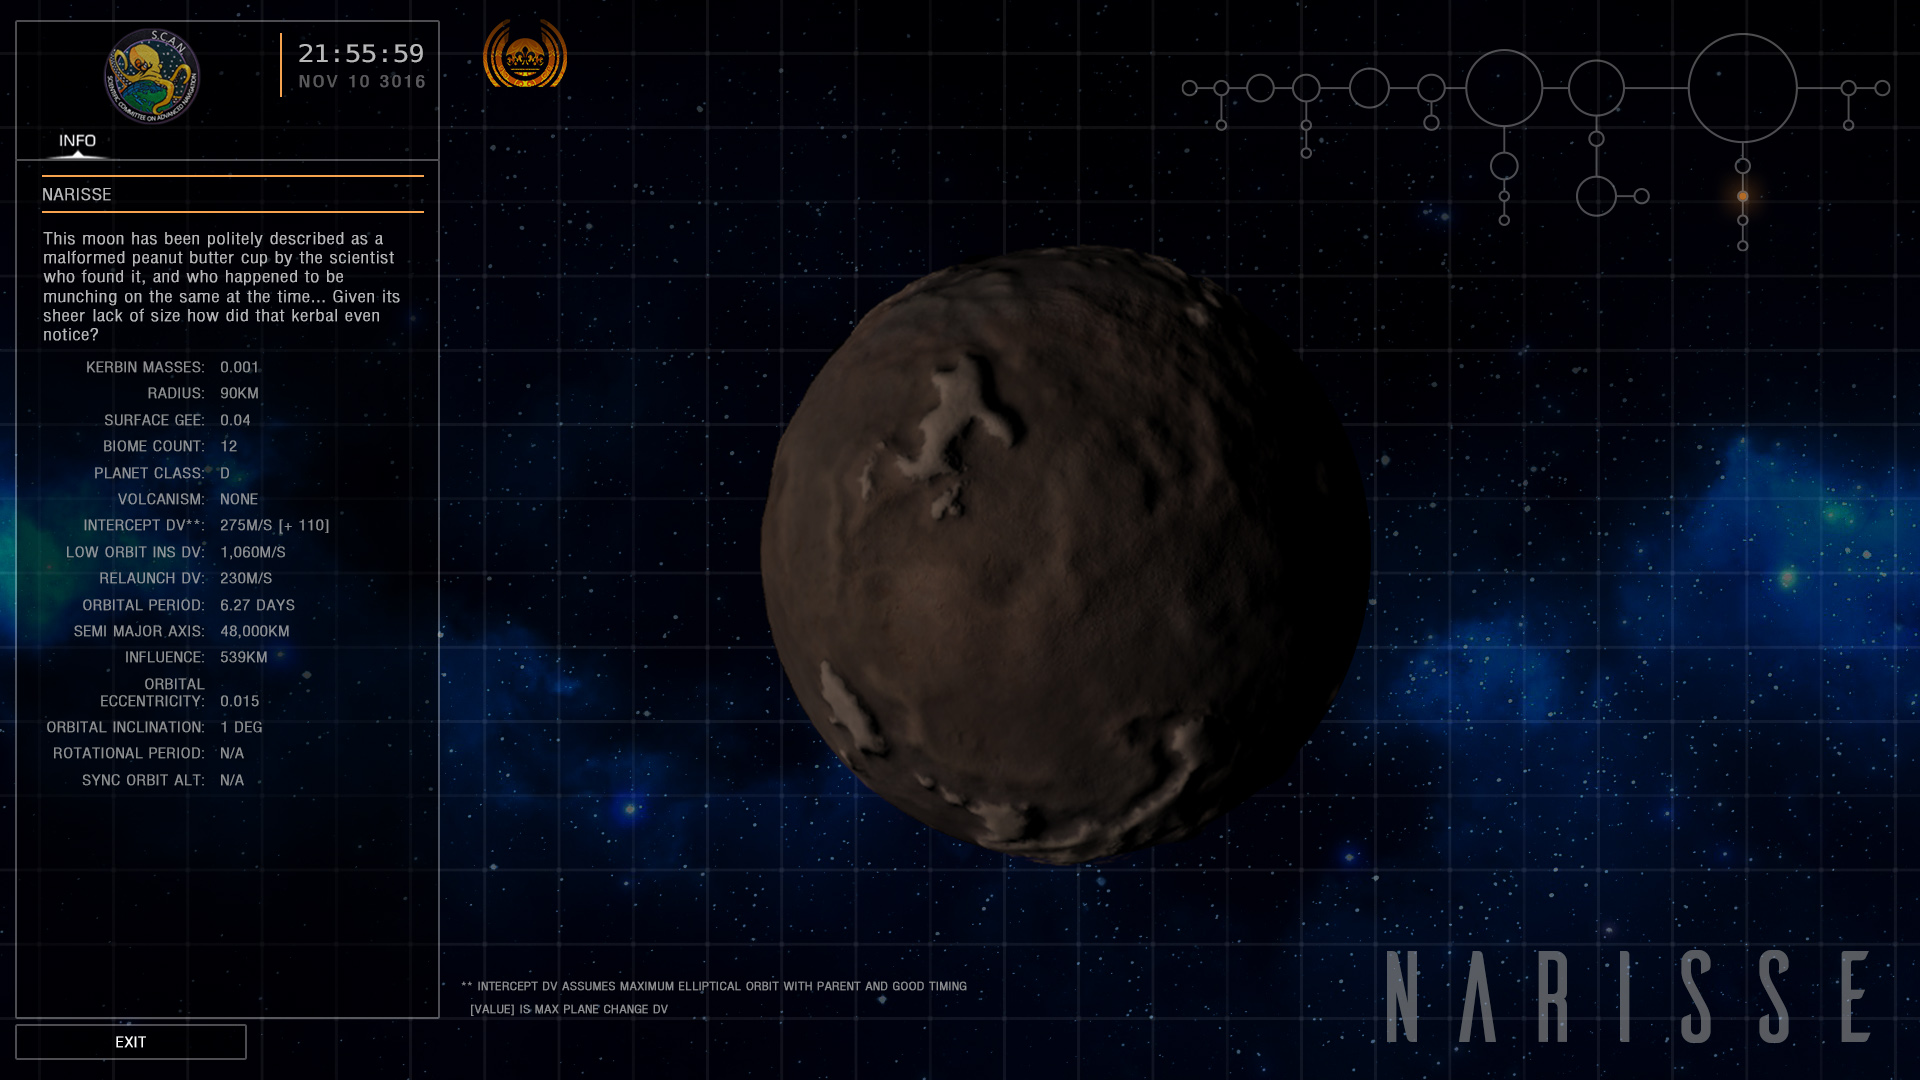 S.C.A.N.
SCIENTIFIC COMMITTEE ON ADVANCED NAVIGATION
21:55:59
NOV 10 3016
INFO
NARISSE
This moon has been politely described as a
malformed peanut butter cup by the scientist
who found it, and who happened to be
munching on the same at the time... Given its
sheer lack of size how did that kerbal even
notice?
KERBIN MASSES: 0.001
RADIUS: 90KM
SURFACE GEE: 0.04
BIOME COUNT: 12
PLANET CLASS: D
VOLCANISM: NONE
INTERCEPT DV**: 275M/S [+ 110]
LOW ORBIT INS DV: 1,060M/S
RELAUNCH DV: 230M/S
ORBITAL PERIOD: 6.27 DAYS
SEMI MAJOR AXIS: 48,000KM
INFLUENCE: 539KM
ORBITAL
ECCENTRICITY: 0.015
ORBITAL INCLINATION: 1 DEG
ROTATIONAL PERIOD: N/A
SYNC ORBIT ALT: N/A
** INTERCEPT DV ASSUMES MAXIMUM ELLIPTICAL ORBIT WITH PARENT AND GOOD TIMING
[VALUE] IS MAX PLANE CHANGE DV
NARISSE
EXIT